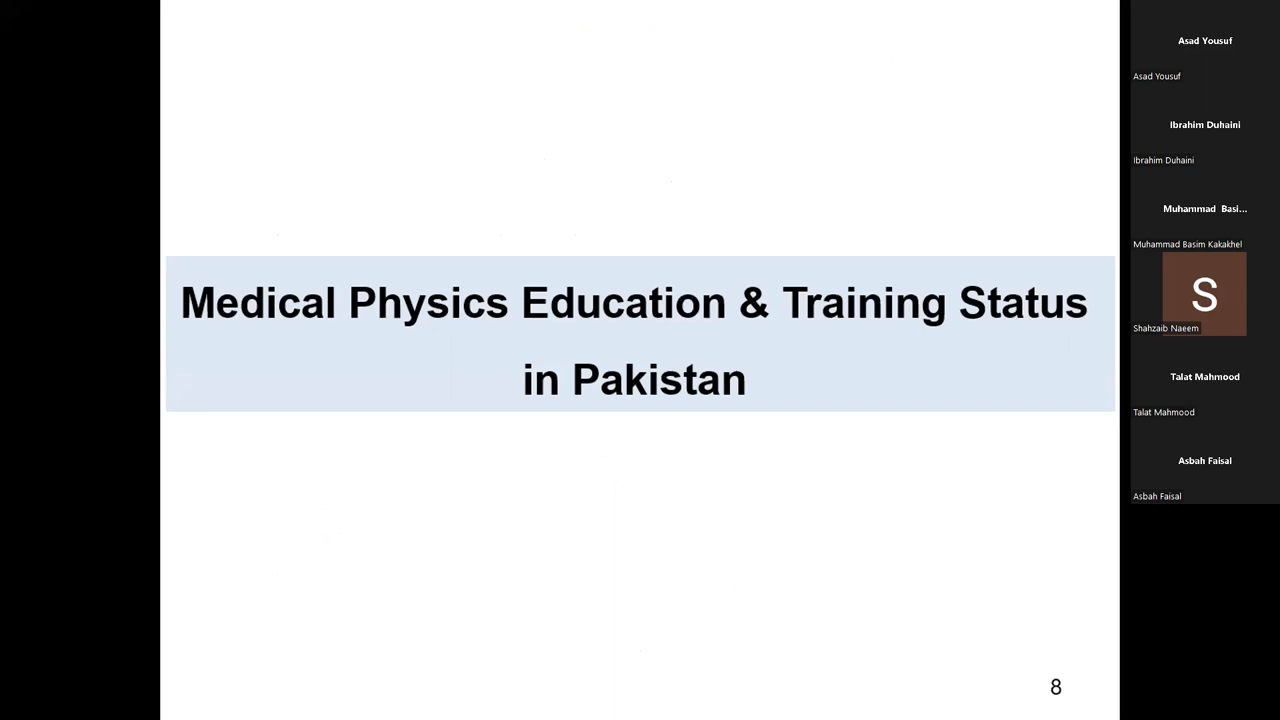 Medical Physics Education & Training Status
in Pakistan
8
Asad Yousuf
Asad Yousuf
Ibrahim Duhaini
Ibrahim Duhaini
Muhammad Basi...
Muhammad Basim Kakakhel
S
Shahzaib Naeem
Talat Mahmood
Talat Mahmood
Asbah Faisal
Asbah Faisal